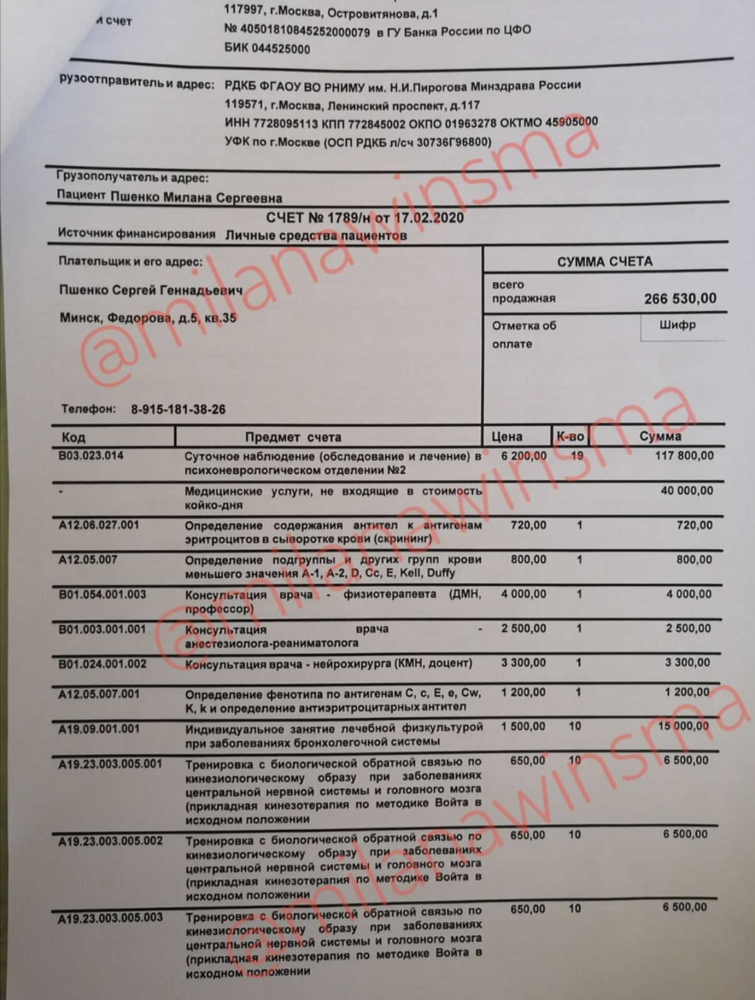 117997, г.Москва, Островитянова, д.1
счет
№ 40501810845252000079 в ГУ Банка России по ЦФО
БИК 044525000
рузоотправитель и адрес: РДКБ ФГАОУ ВО РНИМУ им. Н.И.Пирогова Минздрава России
119571, г.Москва, Ленинский проспект, д.117
ИНН 7728095113 КПП 772845002 ОКПО 01963278 ОКТМО 45905000
УФК по г.Москве (ОСП РДКБ л/сч 30736Г96800)
Грузополучатель и адрес:
Пациент Пшенко Милана Сергеевна
СЧЕТ № 1789/н от 17.02.2020
Источник финансирования Личные средства пациентов
Плательщик и его адрес:
СУММА СЧЕТА
Пшенко Сергей Геннадьевич
всего
продажная 266 530,00
Минск, Федорова, д.5, кв.35
Отметка об
оплате
Шифр
Телефон: 8-915-181-38-26
Код Предмет счета Цена К-во Сумма
B03.023.014 Суточное наблюдение (обследование и лечение) в 6 200,00 19 117 800,00
психоневрологическом отделении №2
- Медицинские услуги, не входящие в стоимость 40 000,00
койко-дня
A12.06.027.001 Определение содержания антител к антигенам 720,00 1 720,00
эритроцитов в сыворотке крови (скрининг)
A12.05.007 Определение подгруппы и других групп крови 800,00 1 800,00
меньшего значения А-1, А-2, D, Cc, E, Kell, Duffy
B01.054.001.003 Консультация врача - физиотерапевта (ДМН, 4 000,00 1 4 000,00
профессор)
B01.003.001.001 Консультация врача - 2 500,00 1 2 500,00
анестезиолога-реаниматолога
B01.024.001.002 Консультация врача - нейрохирурга (КМН, доцент) 3 300,00 1 3 300,00
A12.05.007.001 Определение фенотипа по антигенам C, c, E, e, Cw, 1 200,00 1 1 200,00
K, k и определение антиэритроцитарных антител
A19.09.001.001 Индивидуальное занятие лечебной физкультурой 1 500,00 10 15 000,00
при заболеваниях бронхолегочной системы
A19.23.003.005.001 Тренировка с биологической обратной связью по 650,00 10 6 500,00
кинезиологическому образу при заболеваниях
центральной нервной системы и головного мозга
(прикладная кинезотерапия по методике Войта в
исходном положении
A19.23.003.005.002 Тренировка с биологической обратной связью по 650,00 10 6 500,00
кинезиологическому образу при заболеваниях
центральной нервной системы и головного мозга
(прикладная кинезотерапия по методике Войта в
исходном положении
A19.23.003.005.003 Тренировка с биологической обратной связью по 650,00 10 6 500,00
кинезиологическому образу при заболеваниях
центральной нервной системы и головного мозга
(прикладная кинезотерапия по методике Войта в
исходном положении
@milanawinsma
@milanawinsma
@milanawinsma